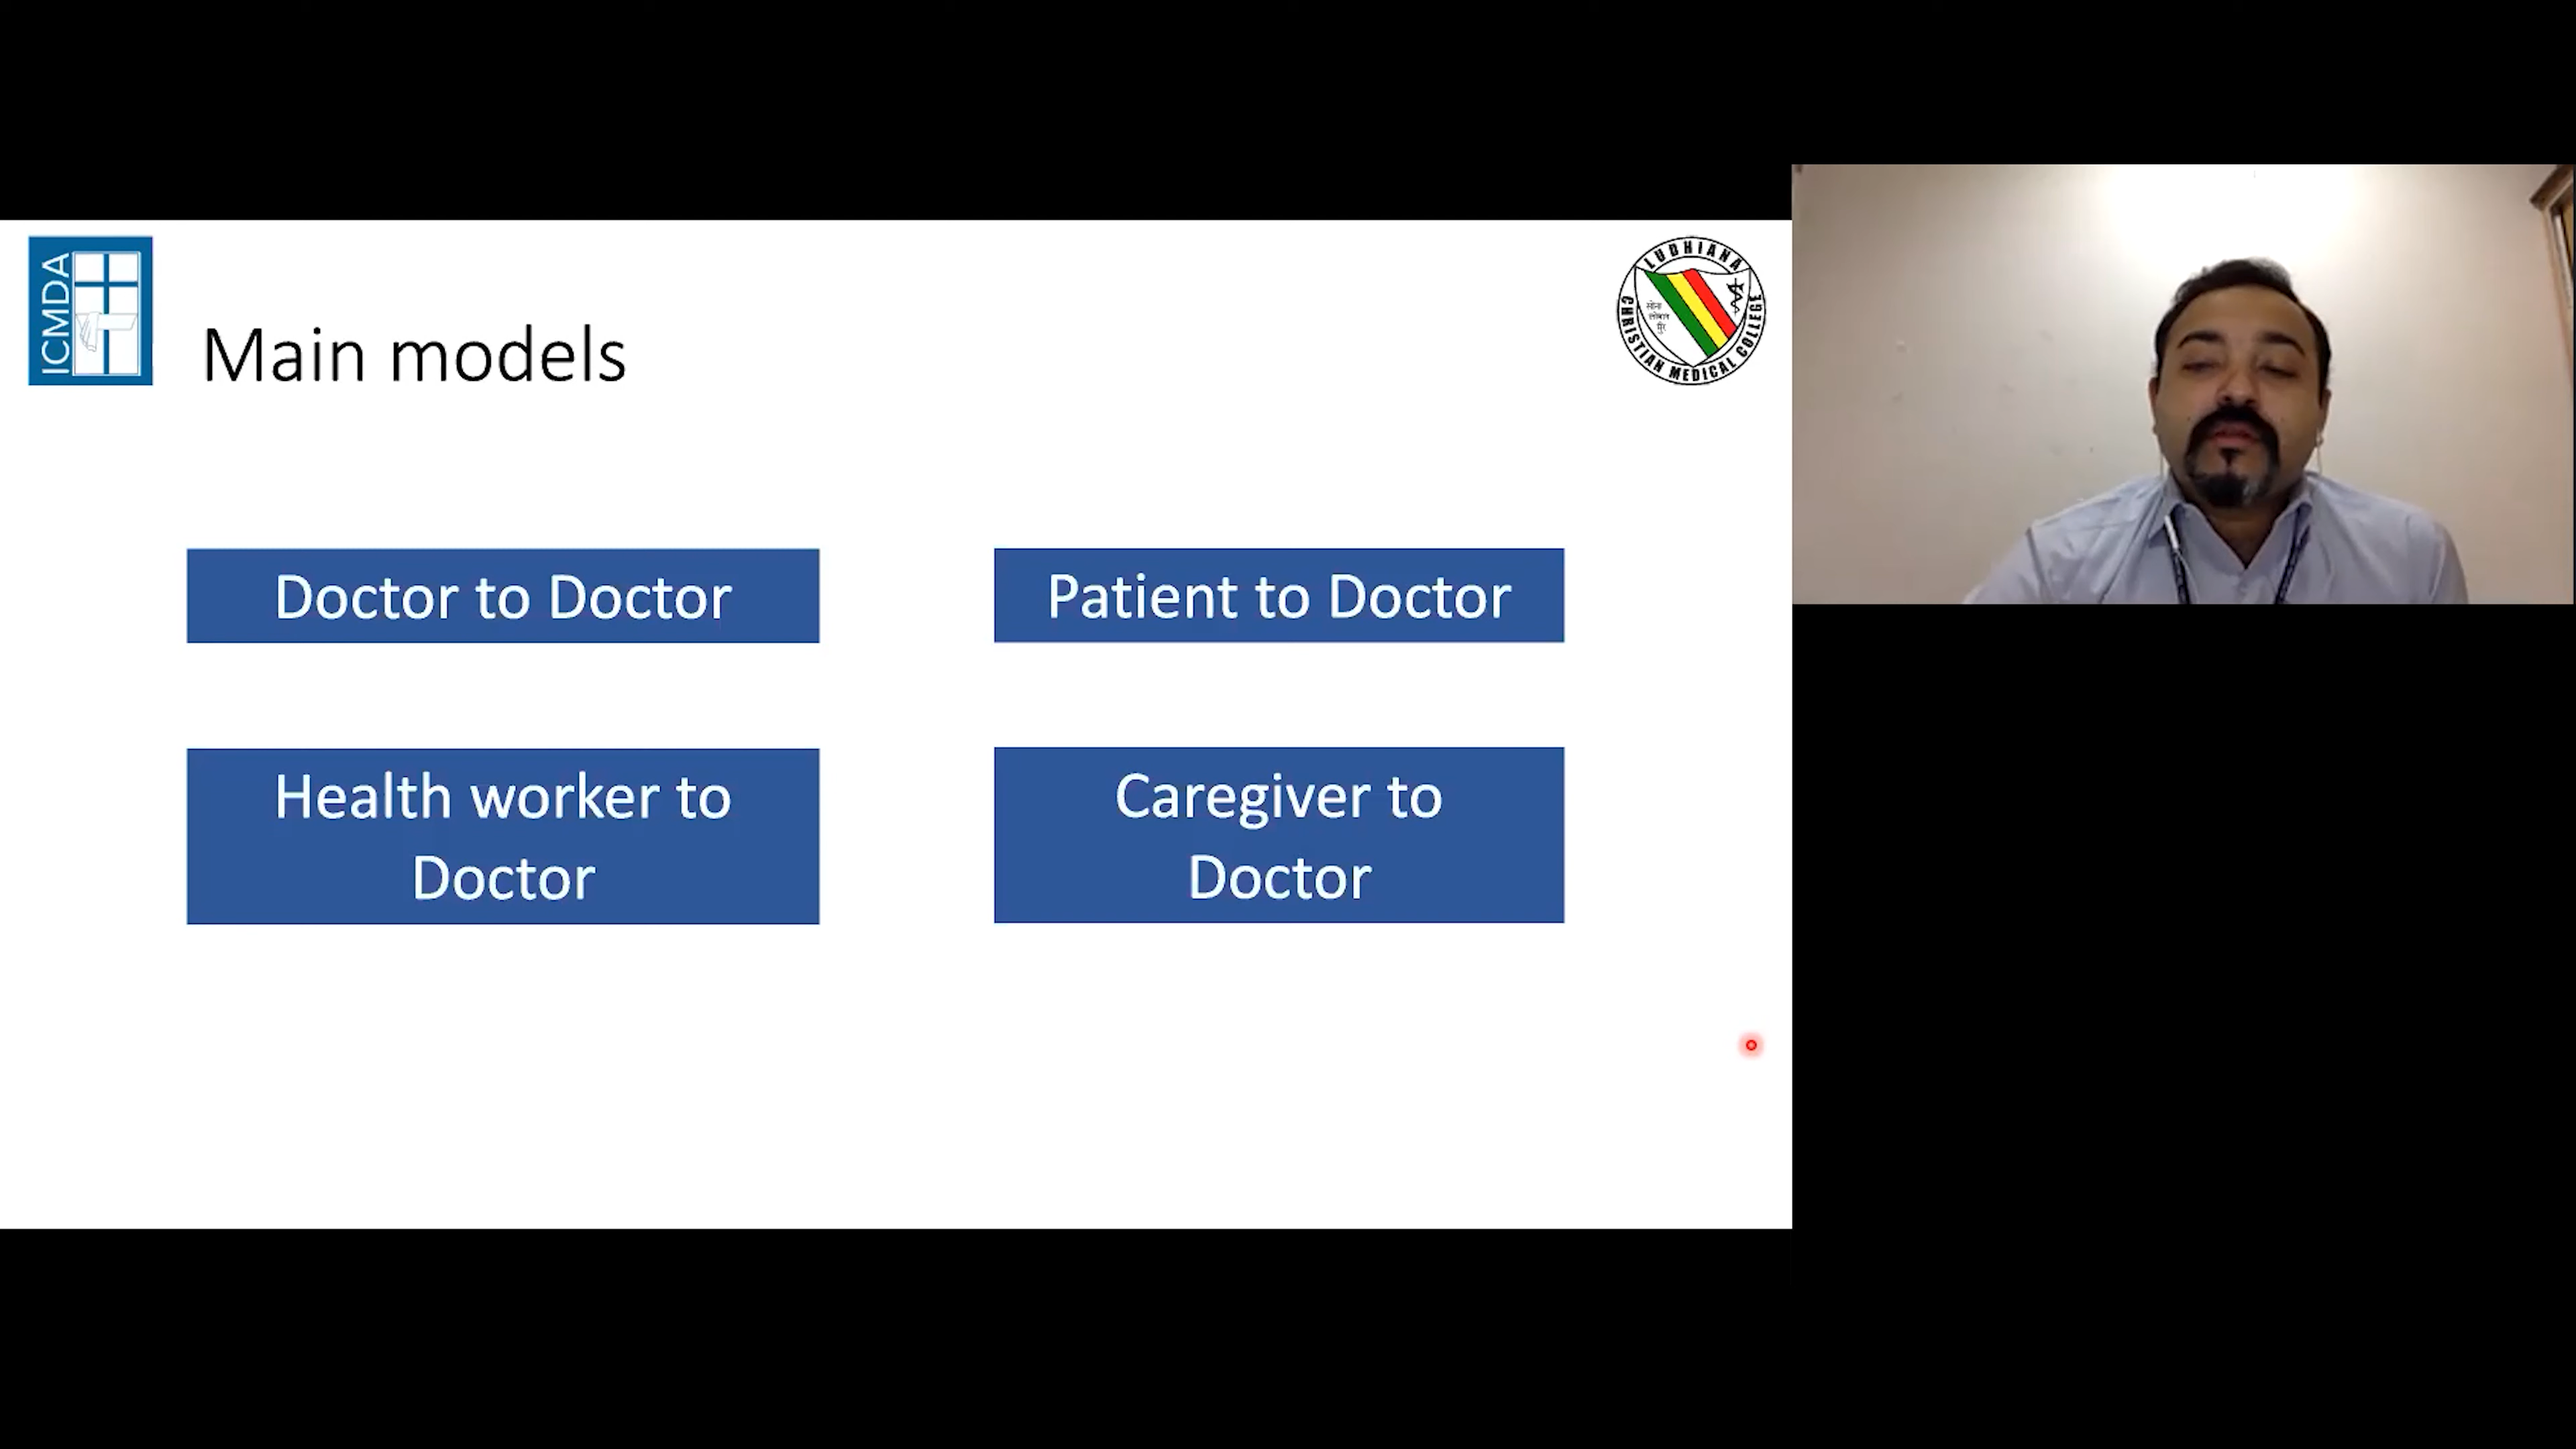 ICMDA
LUDHIANA
CHRISTIAN MEDICAL COLLEGE
सेवा
Main models
Doctor to Doctor
Patient to Doctor
Health worker to
Doctor
Caregiver to
Doctor